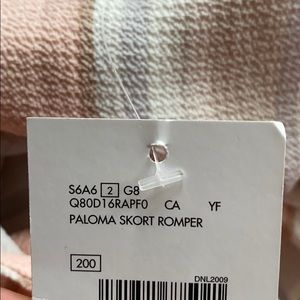 S6A6 2 G8
Q80D16RAPF0 CA YF
PALOMA SKORT ROMPER
200
DNL2009